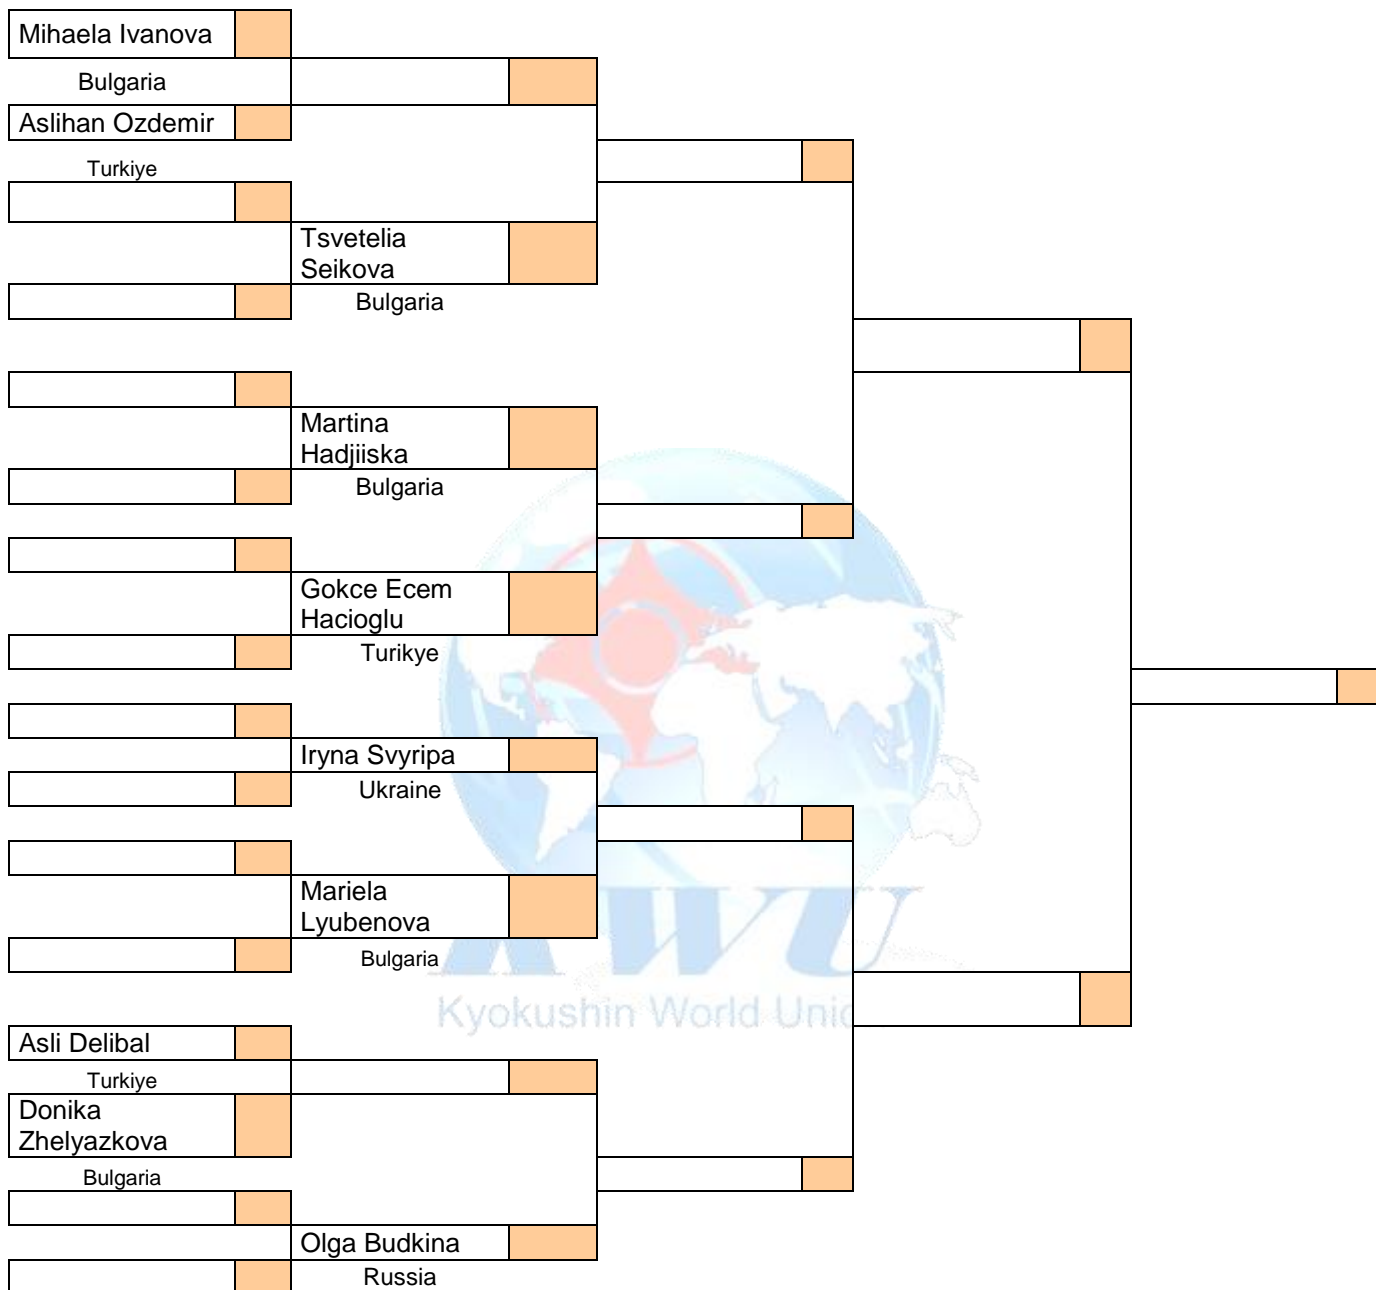 Mihaela Ivanova
Bulgaria
Aslihan Ozdemir
Turkiye
Tsvetelia
Seikova
Bulgaria
Martina
Hadjiiska
Bulgaria
Gokce Ecem
Hacioglu
Turikye
Iryna Svyripa
Ukraine
Mariela
Lyubenova
Bulgaria
KWU
Kyokushin World Unio
Asli Delibal
Turkiye
Donika
Zhelyazkova
Bulgaria
Olga Budkina
Russia